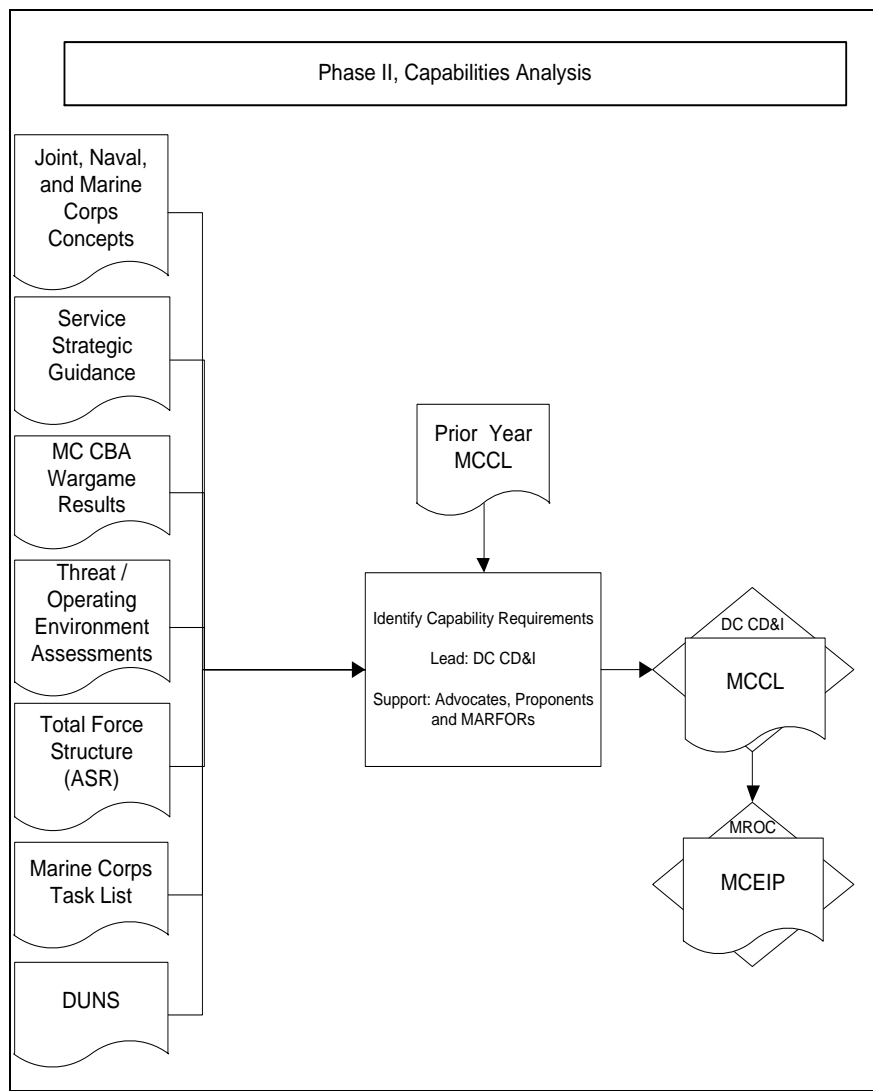 Phase II, Capabilities Analysis
Joint, Naval,
and Marine
Corps
Concepts
Service
Strategic
Guidance
MC CBA
Wargame
Results
Threat /
Operating
Environment
Assessments
Total Force
Structure
(ASR)
Marine Corps
Task List
DUNS
Prior Year
MCCL
Identify Capability Requirements
Lead: DC CD&I
Support: Advocates, Proponents
and MARFORs
DC CD&I
MCCL
MROC
MCEIP